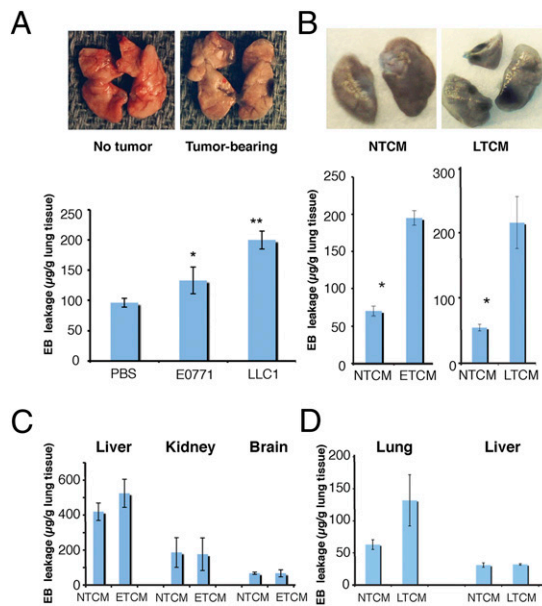 A
No tumor Tumor-bearing
EB leakage (µg/g lung tissue)
250
200
150
100
50
0
* **
PBS E0771 LLC1
B
NTCM LTCM
EB leakage (µg/g lung tissue)
250
200
150
100
50
0
*
NTCM ETCM
300
200
100
0
*
NTCM LTCM
C
Liver Kidney Brain
EB leakage (µg/g lung tissue)
600
400
200
0
NTCM ETCM NTCM ETCM NTCM ETCM
D
Lung Liver
EB leakage (µg/g lung tissue)
200
150
100
50
0
NTCM LTCM NTCM LTCM